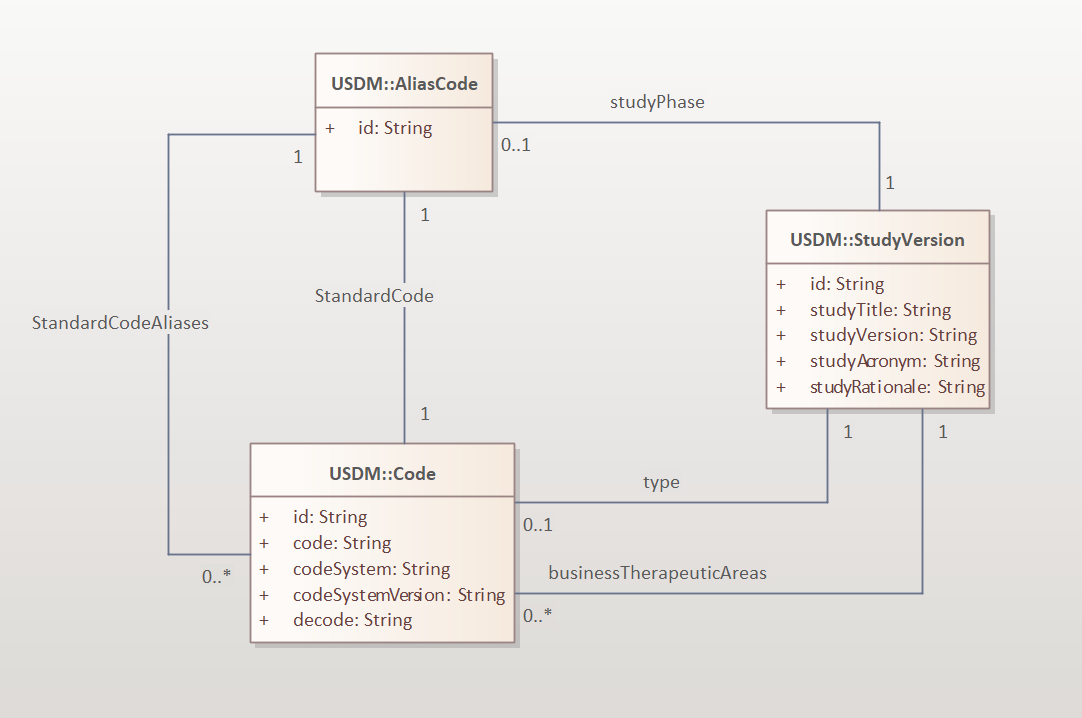 USDM::AliasCode
+ id: String
studyPhase
0..1
1
1
1
USDM::StudyVersion
+ id: String
+ studyTitle: String
+ studyVersion: String
+ studyAcronym: String
+ studyRationale: String
StandardCode
StandardCodeAliases
1
1
1
USDM::Code
+ id: String
+ code: String
+ codeSystem: String
+ codeSystemVersion: String
+ decode: String
type
0..1
businessTherapeuticAreas
0..*
0..*